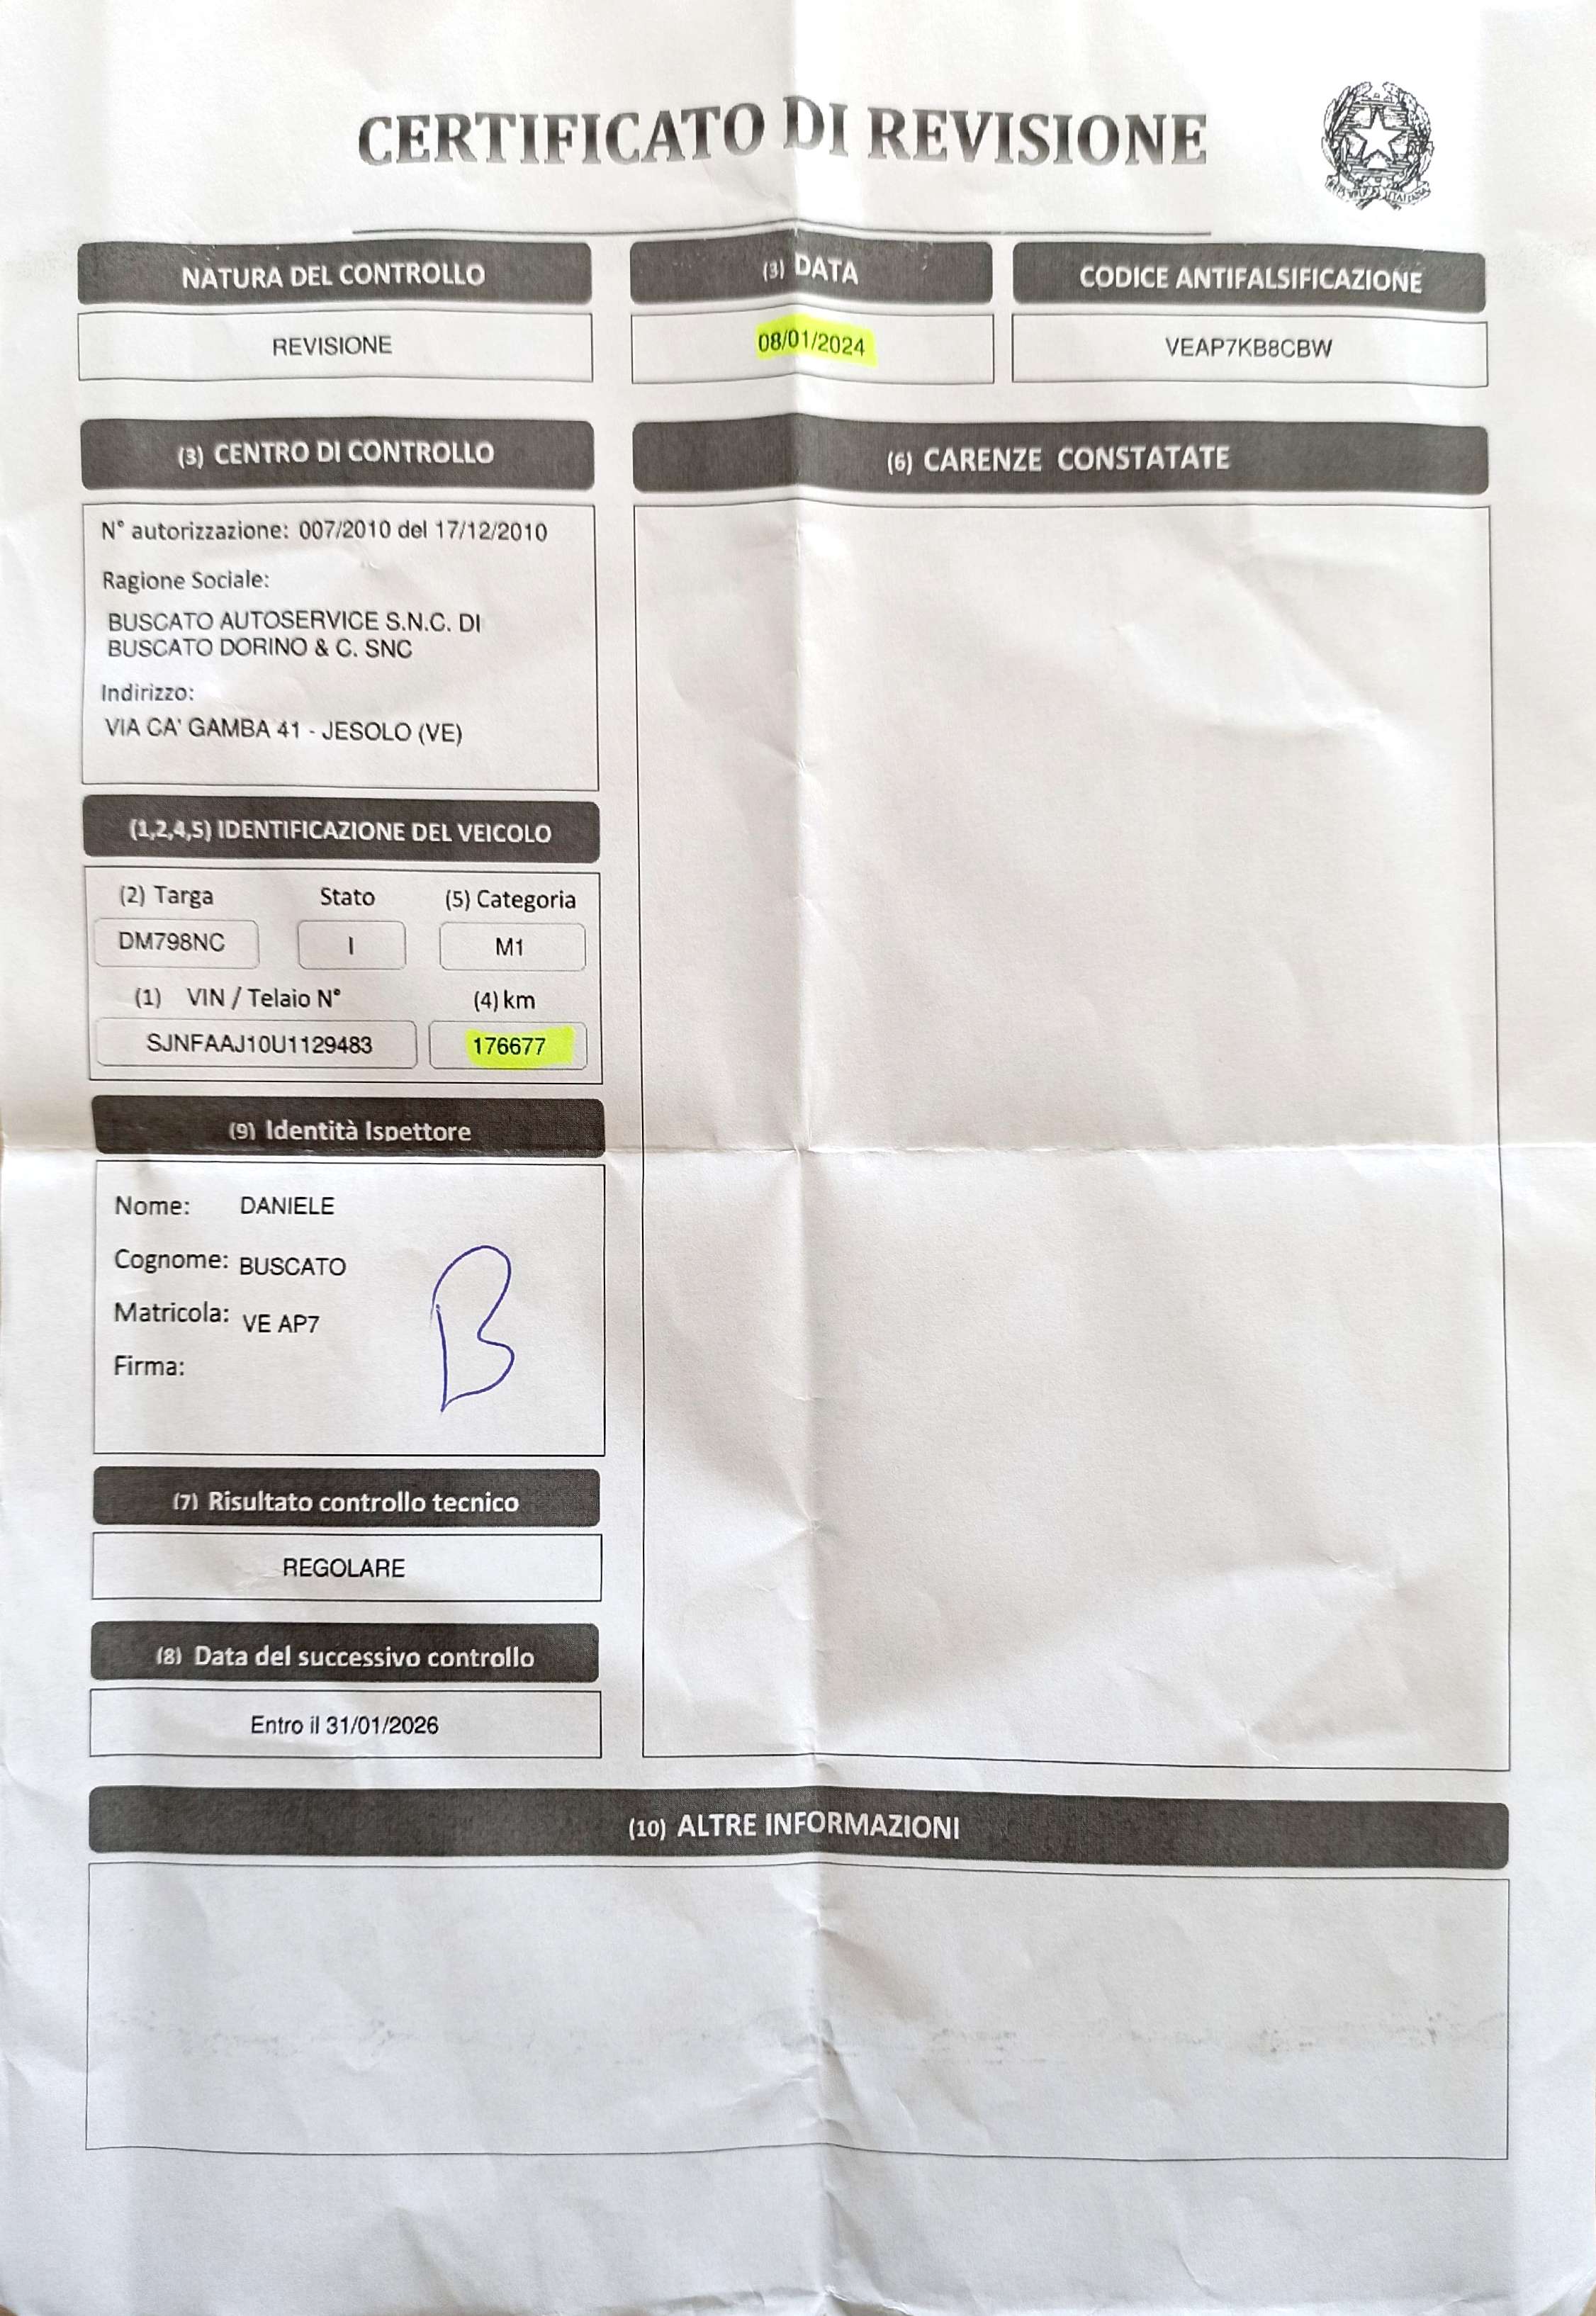 CERTIFICATO DI REVISIONE
REPVBBLICA ITALIANA
NATURA DEL CONTROLLO
REVISIONE
(3) DATA
08/01/2024
CODICE ANTIFALSIFICAZIONE
VEAP7KB8CBW
(3) CENTRO DI CONTROLLO
N° autorizzazione: 007/2010 del 17/12/2010
Ragione Sociale:
BUSCATO AUTOSERVICE S.N.C. DI
BUSCATO DORINO & C. SNC
Indirizzo:
VIA CA' GAMBA 41 - JESOLO (VE)
(6) CARENZE CONSTATATE
(1,2,4,5) IDENTIFICAZIONE DEL VEICOLO
(2) Targa Stato (5) Categoria
DM798NC I M1
(1) VIN / Telaio N° (4) km
SJNFAAJ10U1129483 176677
(9) Identità Ispettore
Nome: DANIELE
Cognome: BUSCATO
Matricola: VE AP7
Firma:
B
(7) Risultato controllo tecnico
REGOLARE
(8) Data del successivo controllo
Entro il 31/01/2026
(10) ALTRE INFORMAZIONI